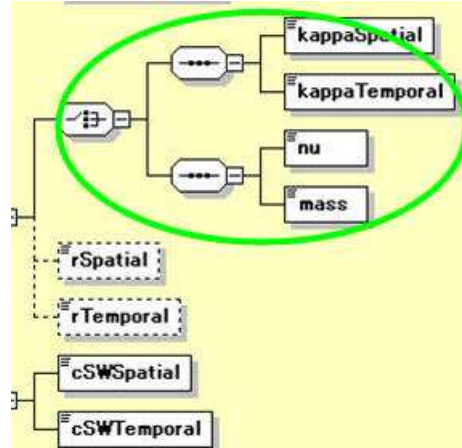 kappaSpatial
kappaTemporal
nu
mass
rSpatial
rTemporal
cSWSpatial
cSWTemporal